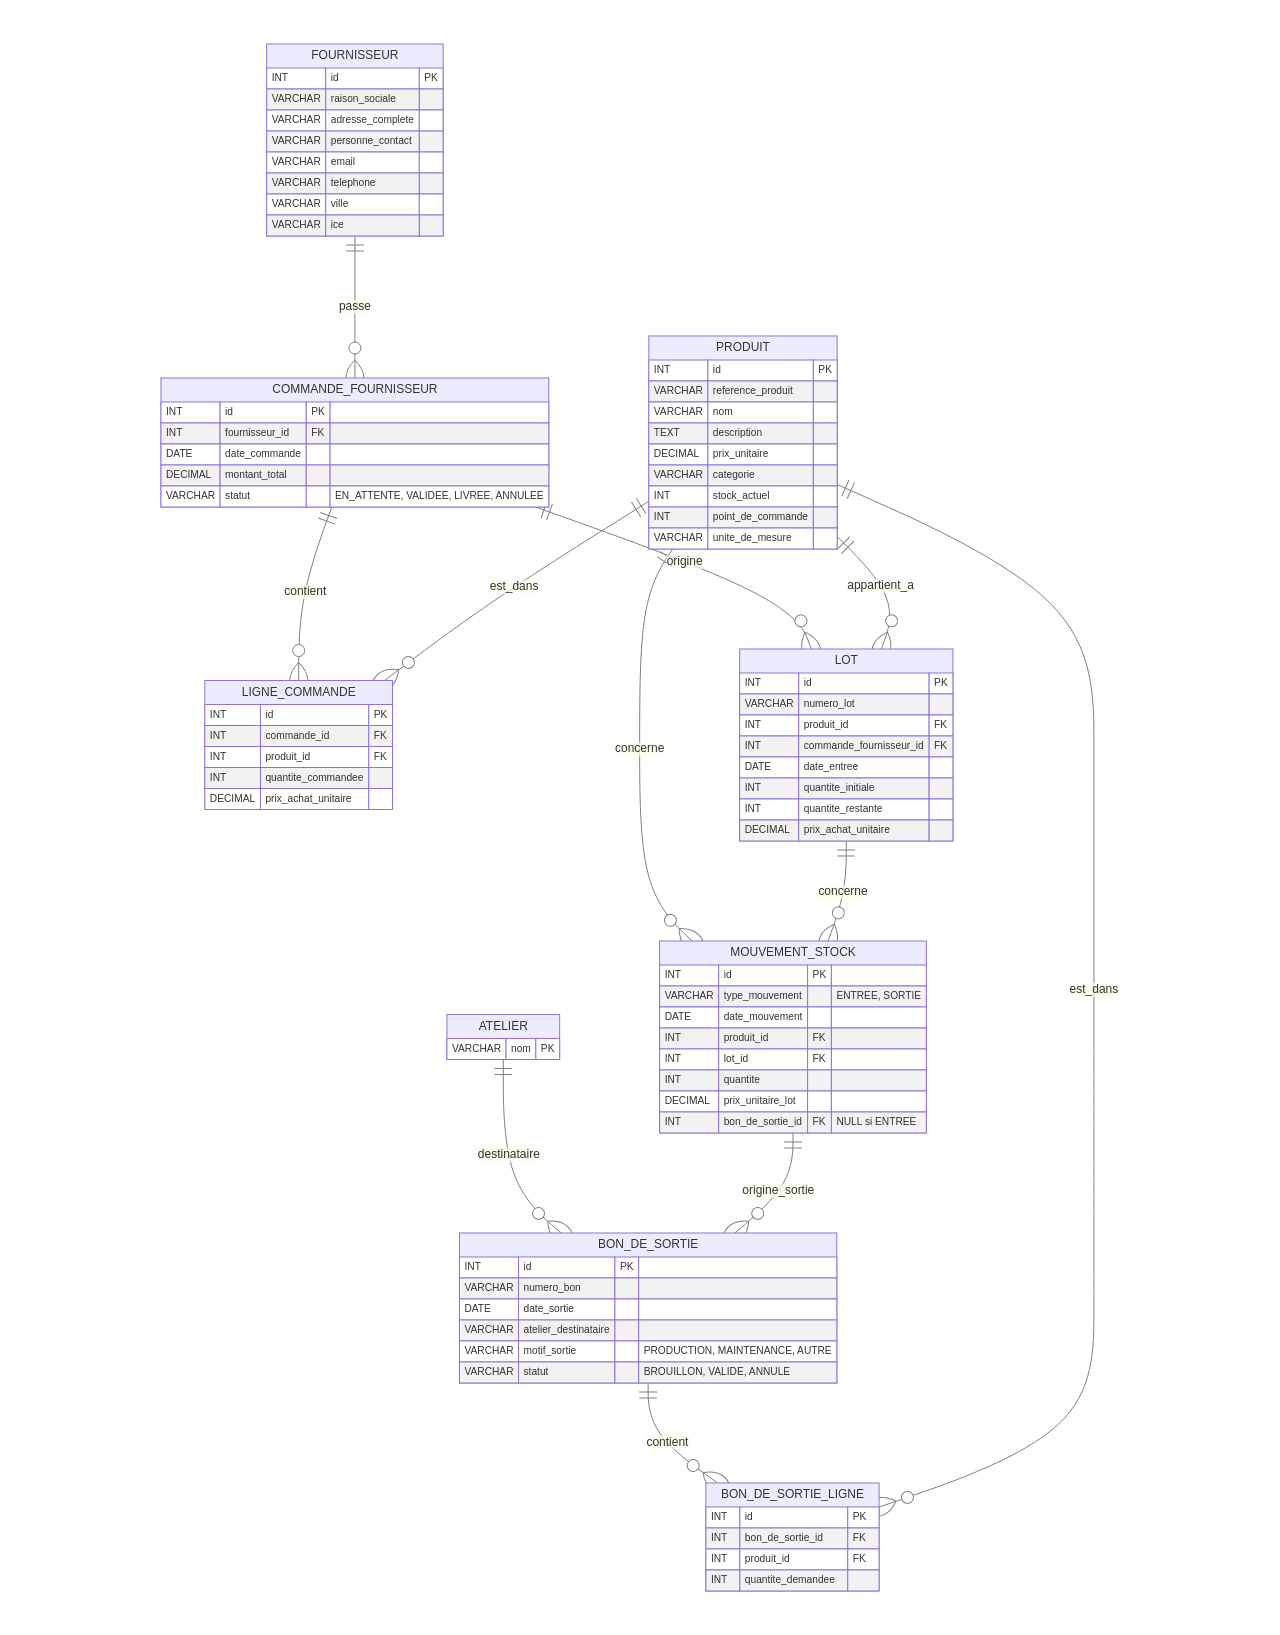 FOURNISSEUR
INT id PK
VARCHAR raison_sociale
VARCHAR adresse_complete
VARCHAR personne_contact
VARCHAR email
VARCHAR telephone
VARCHAR ville
VARCHAR ice
passe
COMMANDE_FOURNISSEUR
INT id PK
INT fournisseur_id FK
DATE date_commande
DECIMAL montant_total
VARCHAR statut EN_ATTENTE, VALIDEE, LIVREE, ANNULEE
PRODUIT
INT id PK
VARCHAR reference_produit
VARCHAR nom
TEXT description
DECIMAL prix_unitaire
VARCHAR categorie
INT stock_actuel
INT point_de_commande
VARCHAR unite_de_mesure
contient
est_dans
origine
appartient_a
LIGNE_COMMANDE
INT id PK
INT commande_id FK
INT produit_id FK
INT quantite_commandee
DECIMAL prix_achat_unitaire
concerne
LOT
INT id PK
VARCHAR numero_lot
INT produit_id FK
INT commande_fournisseur_id FK
DATE date_entree
INT quantite_initiale
INT quantite_restante
DECIMAL prix_achat_unitaire
concerne
MOUVEMENT_STOCK
INT id PK
VARCHAR type_mouvement ENTREE, SORTIE
DATE date_mouvement
INT produit_id FK
INT lot_id FK
INT quantite
DECIMAL prix_unitaire_lot
INT bon_de_sortie_id FK NULL si ENTREE
est_dans
ATELIER
VARCHAR nom PK
destinataire
origine_sortie
BON_DE_SORTIE
INT id PK
VARCHAR numero_bon
DATE date_sortie
VARCHAR atelier_destinataire
VARCHAR motif_sortie PRODUCTION, MAINTENANCE, AUTRE
VARCHAR statut BROUILLON, VALIDE, ANNULE
contient
BON_DE_SORTIE_LIGNE
INT id PK
INT bon_de_sortie_id FK
INT produit_id FK
INT quantite_demandee